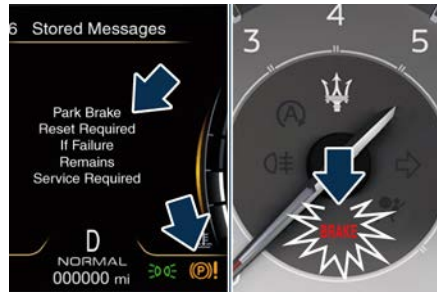 6 Stored Messages
Park Brake
Reset Required
If Failure
Remains
Service Required
D
NORMAL
000000 mi
(P)!
3
4
5
A
BRAKE